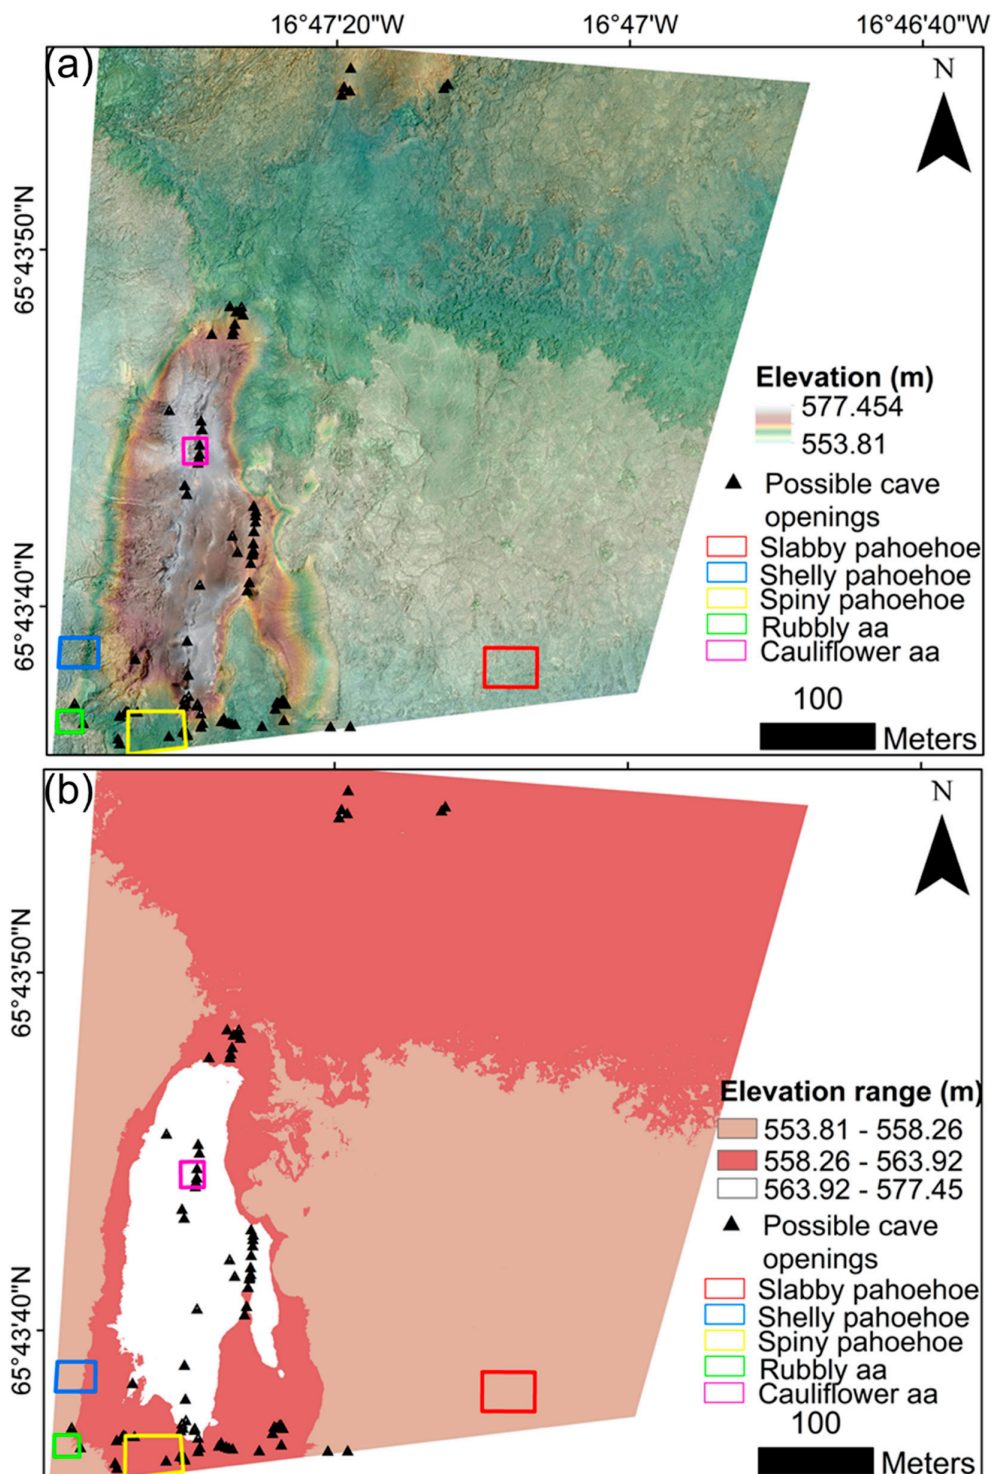 16°47'20"W 16°47'W 16°46'40"W
(a)
N
65°43'50"N
Elevation (m)
577.454
553.81
Possible cave
openings
Slabby pahoehoe
Shelly pahoehoe
Spiny pahoehoe
Rubbly aa
Cauliflower aa
65°43'40"N
100
Meters
(b)
N
65°43'50"N
Elevation range (m)
553.81 - 558.26
558.26 - 563.92
563.92 - 577.45
Possible cave
openings
Slabby pahoehoe
Shelly pahoehoe
Spiny pahoehoe
Rubbly aa
Cauliflower aa
65°43'40"N
100
Meters